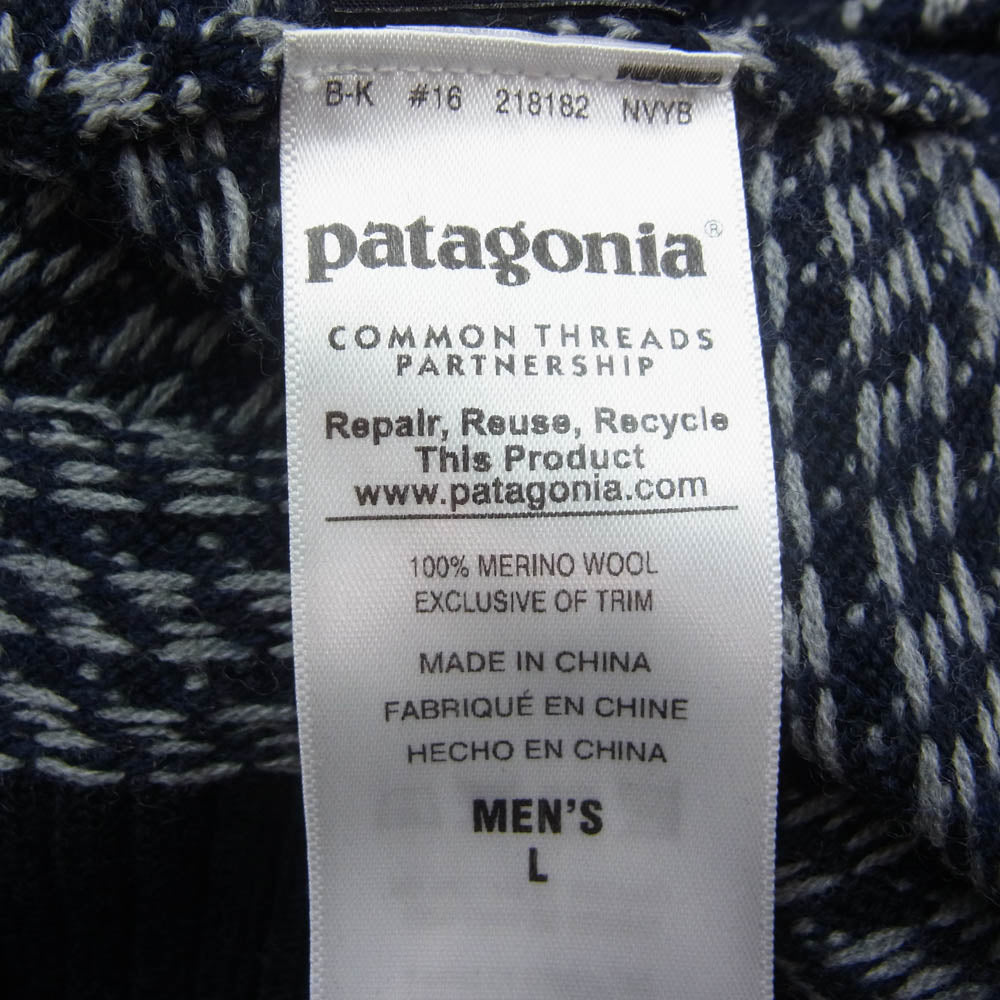 B-K #16 218182 NVYB
patagonia®
COMMON THREADS
PARTNERSHIP
Repair, Reuse, Recycle
This Product
www.patagonia.com
100% MERINO WOOL
EXCLUSIVE OF TRIM
MADE IN CHINA
FABRIQUÉ EN CHINE
HECHO EN CHINA
MEN'S
L